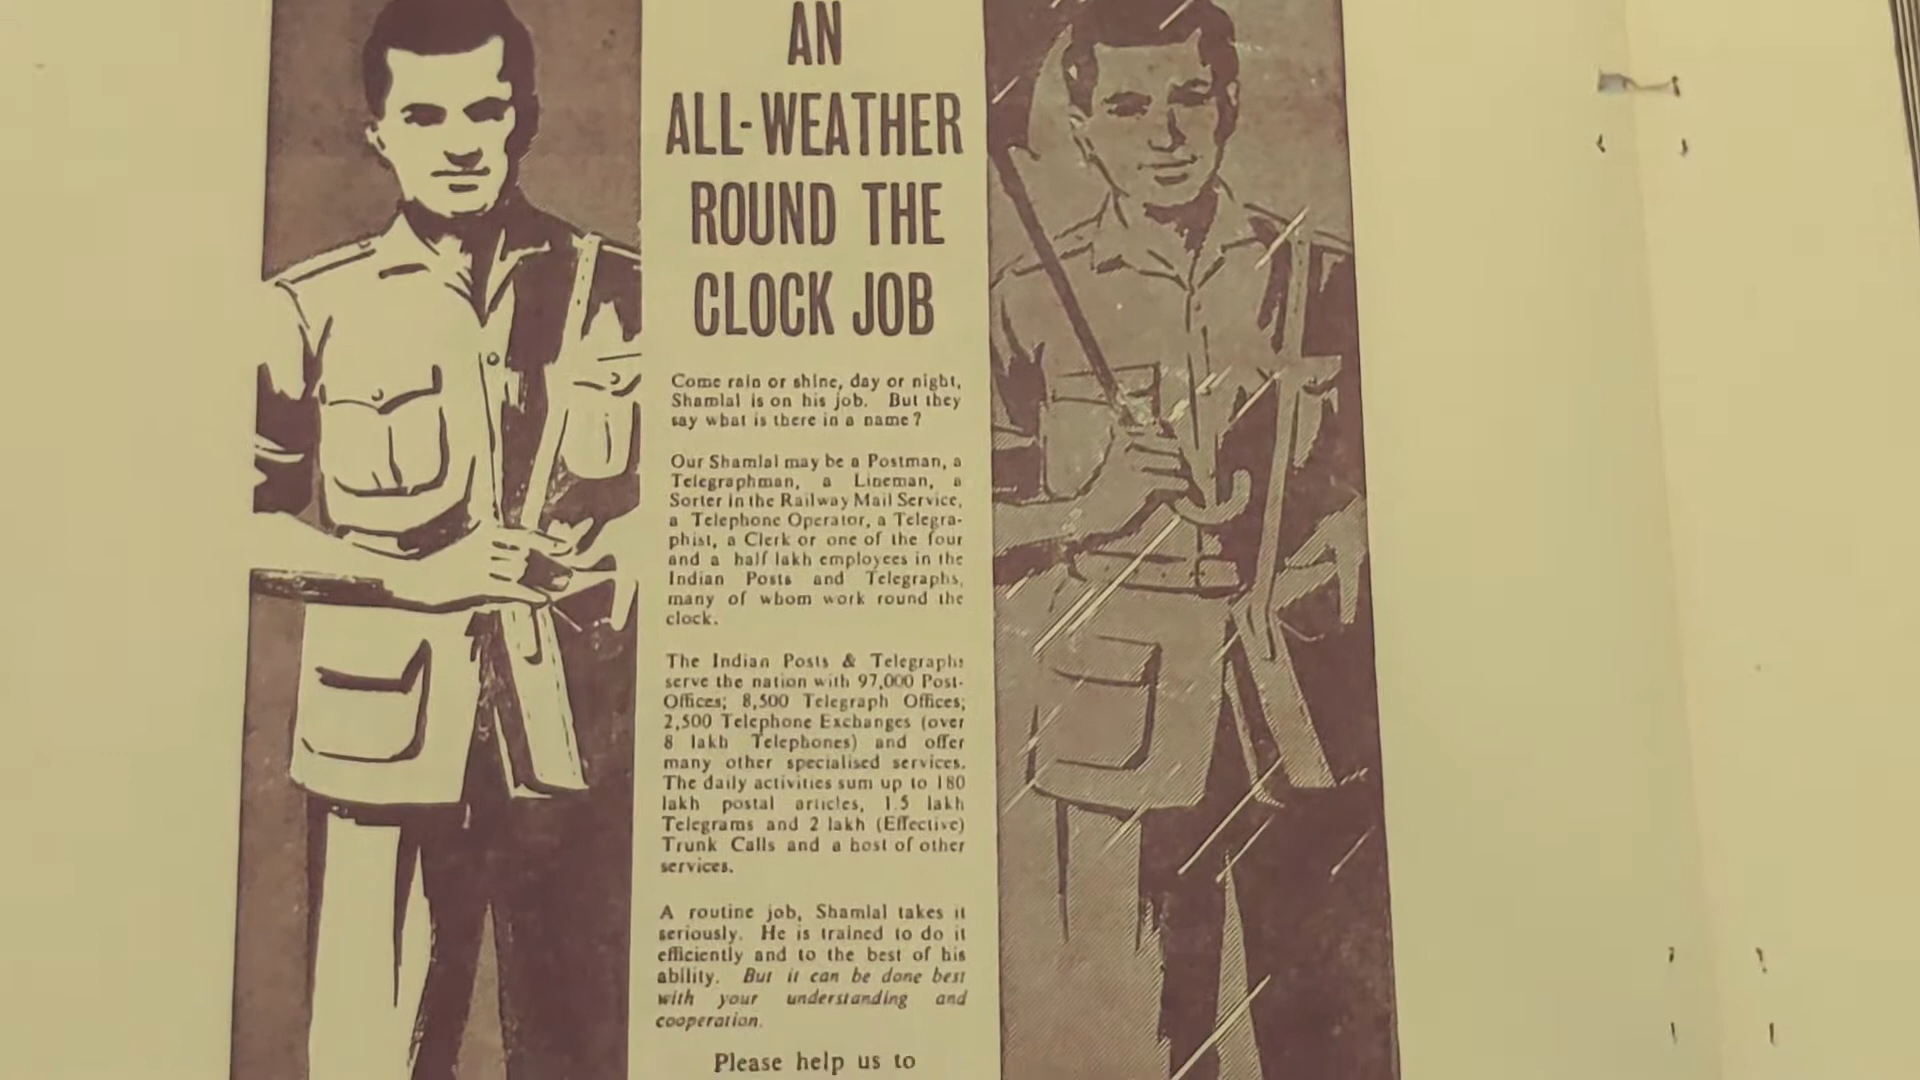 AN
ALL-WEATHER
ROUND THE
CLOCK JOB
Come rain or shine, day or night,
Shamlal is on his job. But they
say what is there in a name?
Our Shamlal may be a Postman, a
Telegraphman, a Lineman, a
Sorter in the Railway Mail Service,
a Telephone Operator, a Telegra-
phist, a Clerk or one of the four
and a half lakh employees in the
Indian Posts and Telegraphs,
many of whom work round the
clock.
The Indian Posts & Telegraphs
serve the nation with 97,000 Post-
Offices; 8,500 Telegraph Offices;
2,500 Telephone Exchanges (over
8 lakh Telephones) and offer
many other specialised services.
The daily activities sum up to 180
lakh postal articles, 1.5 lakh
Telegrams and 2 lakh (Effective)
Trunk Calls and a host of other
services.
A routine job, Shamlal takes it
seriously. He is trained to do it
efficiently and to the best of his
ability. But it can be done best
with your understanding and
cooperation.
Please help us to